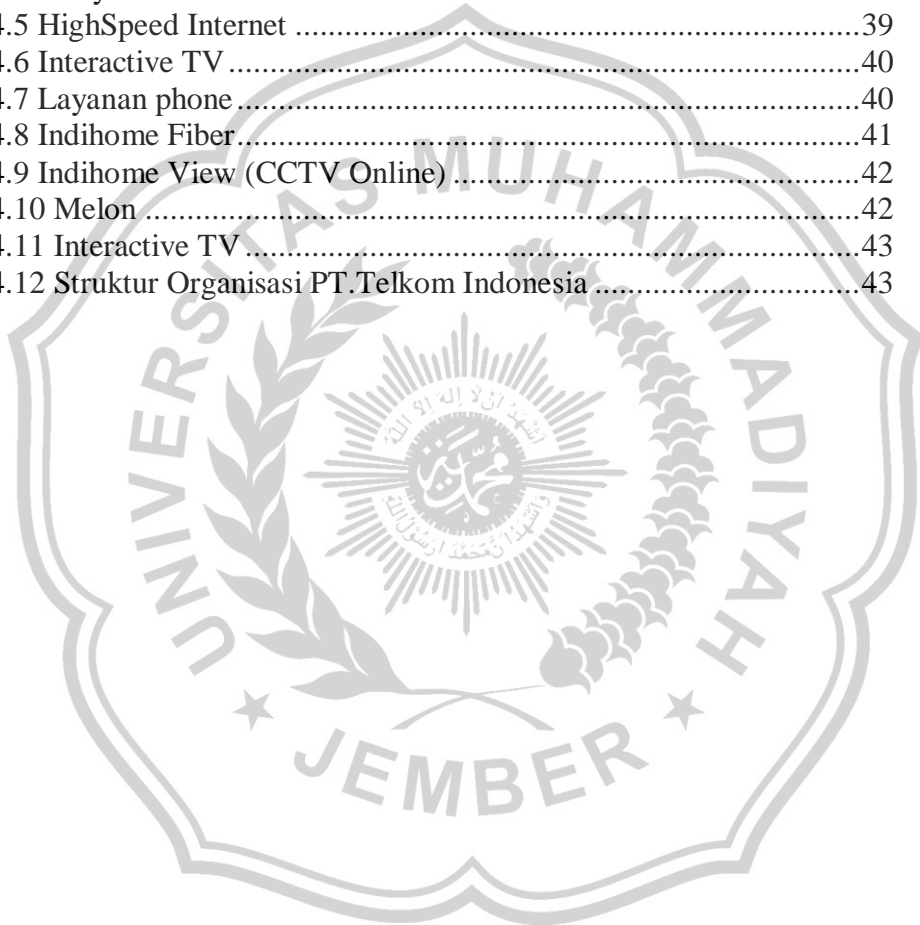 4.5 HighSpeed Internet ........................................................................ 39
4.6 Interactive TV ................................................................................ 40
4.7 Layanan phone ............................................................................... 40
4.8 Indihome Fiber ............................................................................... 41
4.9 Indihome View (CCTV Online) .................................................... 42
4.10 Melon .......................................................................................... 42
4.11 Interactive TV .............................................................................. 43
4.12 Struktur Organisasi PT.Telkom Indonesia .................................. 43
UNIVERSITAS MUHAMMADIYAH
JEMBER